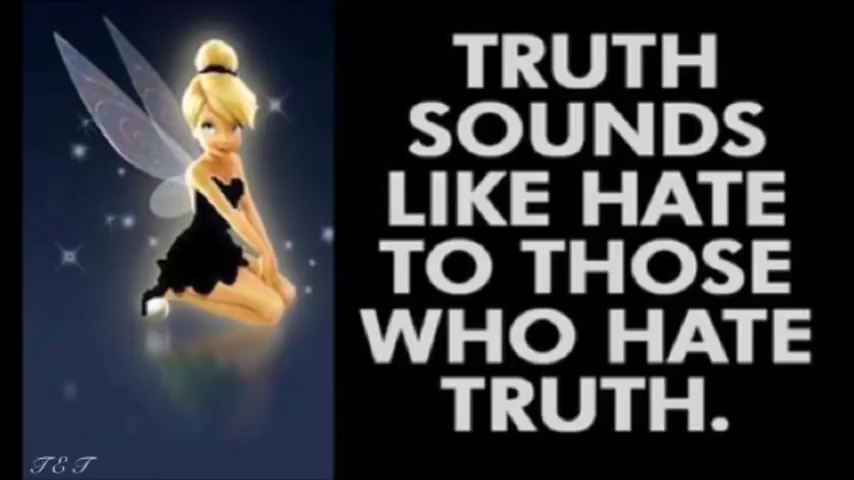 TRUTH
SOUNDS
LIKE HATE
TO THOSE
WHO HATE
TRUTH.
T&T